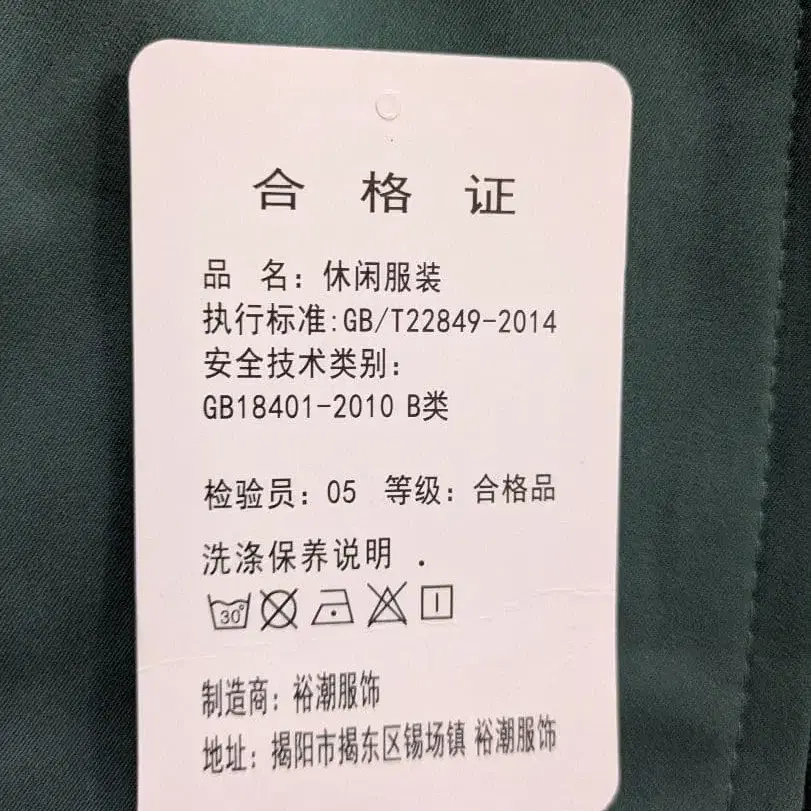 合 格 证
品 名：休闲服装
执行标准:GB/T22849-2014
安全技术类别：
GB18401-2010 B类
检验员：05 等级：合格品
洗涤保养说明 .
30°
制造商：裕潮服饰
地址：揭阳市揭东区锡场镇 裕潮服饰